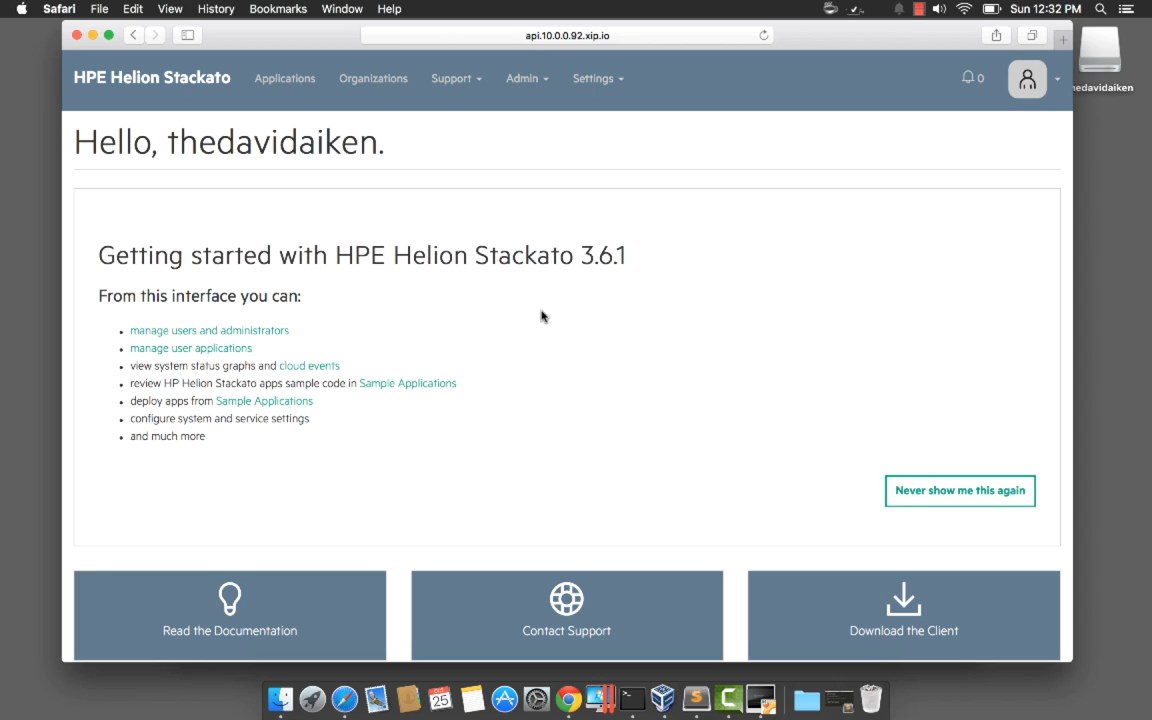 Safari File Edit View History Bookmarks Window Help Sun 12:32 PM
api.10.0.0.92.xip.io
HPE Helion Stackato Applications Organizations Support Admin Settings 0
hedavidaiken
Hello, thedavidaiken.
Getting started with HPE Helion Stackato 3.6.1
From this interface you can:
manage users and administrators
manage user applications
view system status graphs and cloud events
review HP Helion Stackato apps sample code in Sample Applications
deploy apps from Sample Applications
configure system and service settings
and much more
Never show me this again
Read the Documentation
Contact Support
Download the Client
25